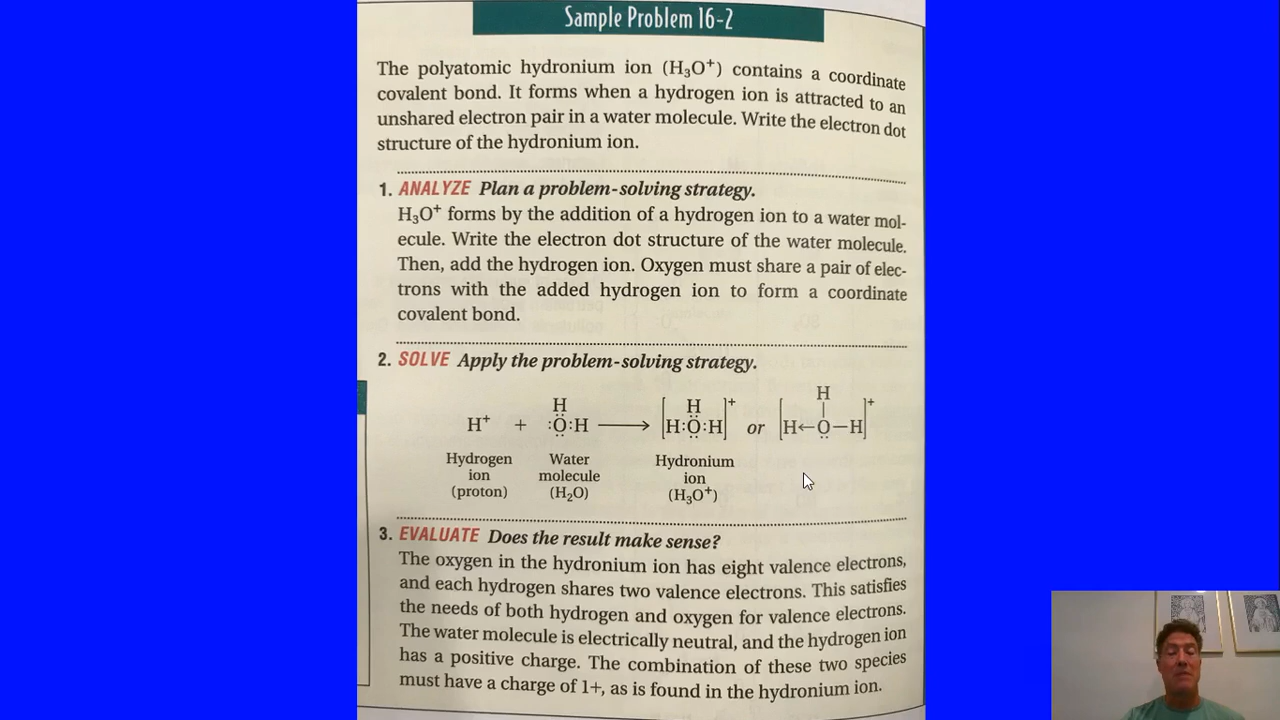 Sample Problem 16-2
The polyatomic hydronium ion (H₃O⁺) contains a coordinate
covalent bond. It forms when a hydrogen ion is attracted to an
unshared electron pair in a water molecule. Write the electron dot
structure of the hydronium ion.
1. ANALYZE Plan a problem-solving strategy.
H₃O⁺ forms by the addition of a hydrogen ion to a water mol-
ecule. Write the electron dot structure of the water molecule.
Then, add the hydrogen ion. Oxygen must share a pair of elec-
trons with the added hydrogen ion to form a coordinate
covalent bond.
2. SOLVE Apply the problem-solving strategy.
H H H
H⁺ + :Ö:H ⟶ [H:Ö:H]⁺ or [H←O−H]⁺
Hydrogen Water Hydronium
ion molecule ion
(proton) (H₂O) (H₃O⁺)
3. EVALUATE Does the result make sense?
The oxygen in the hydronium ion has eight valence electrons,
and each hydrogen shares two valence electrons. This satisfies
the needs of both hydrogen and oxygen for valence electrons.
The water molecule is electrically neutral, and the hydrogen ion
has a positive charge. The combination of these two species
must have a charge of 1+, as is found in the hydronium ion.